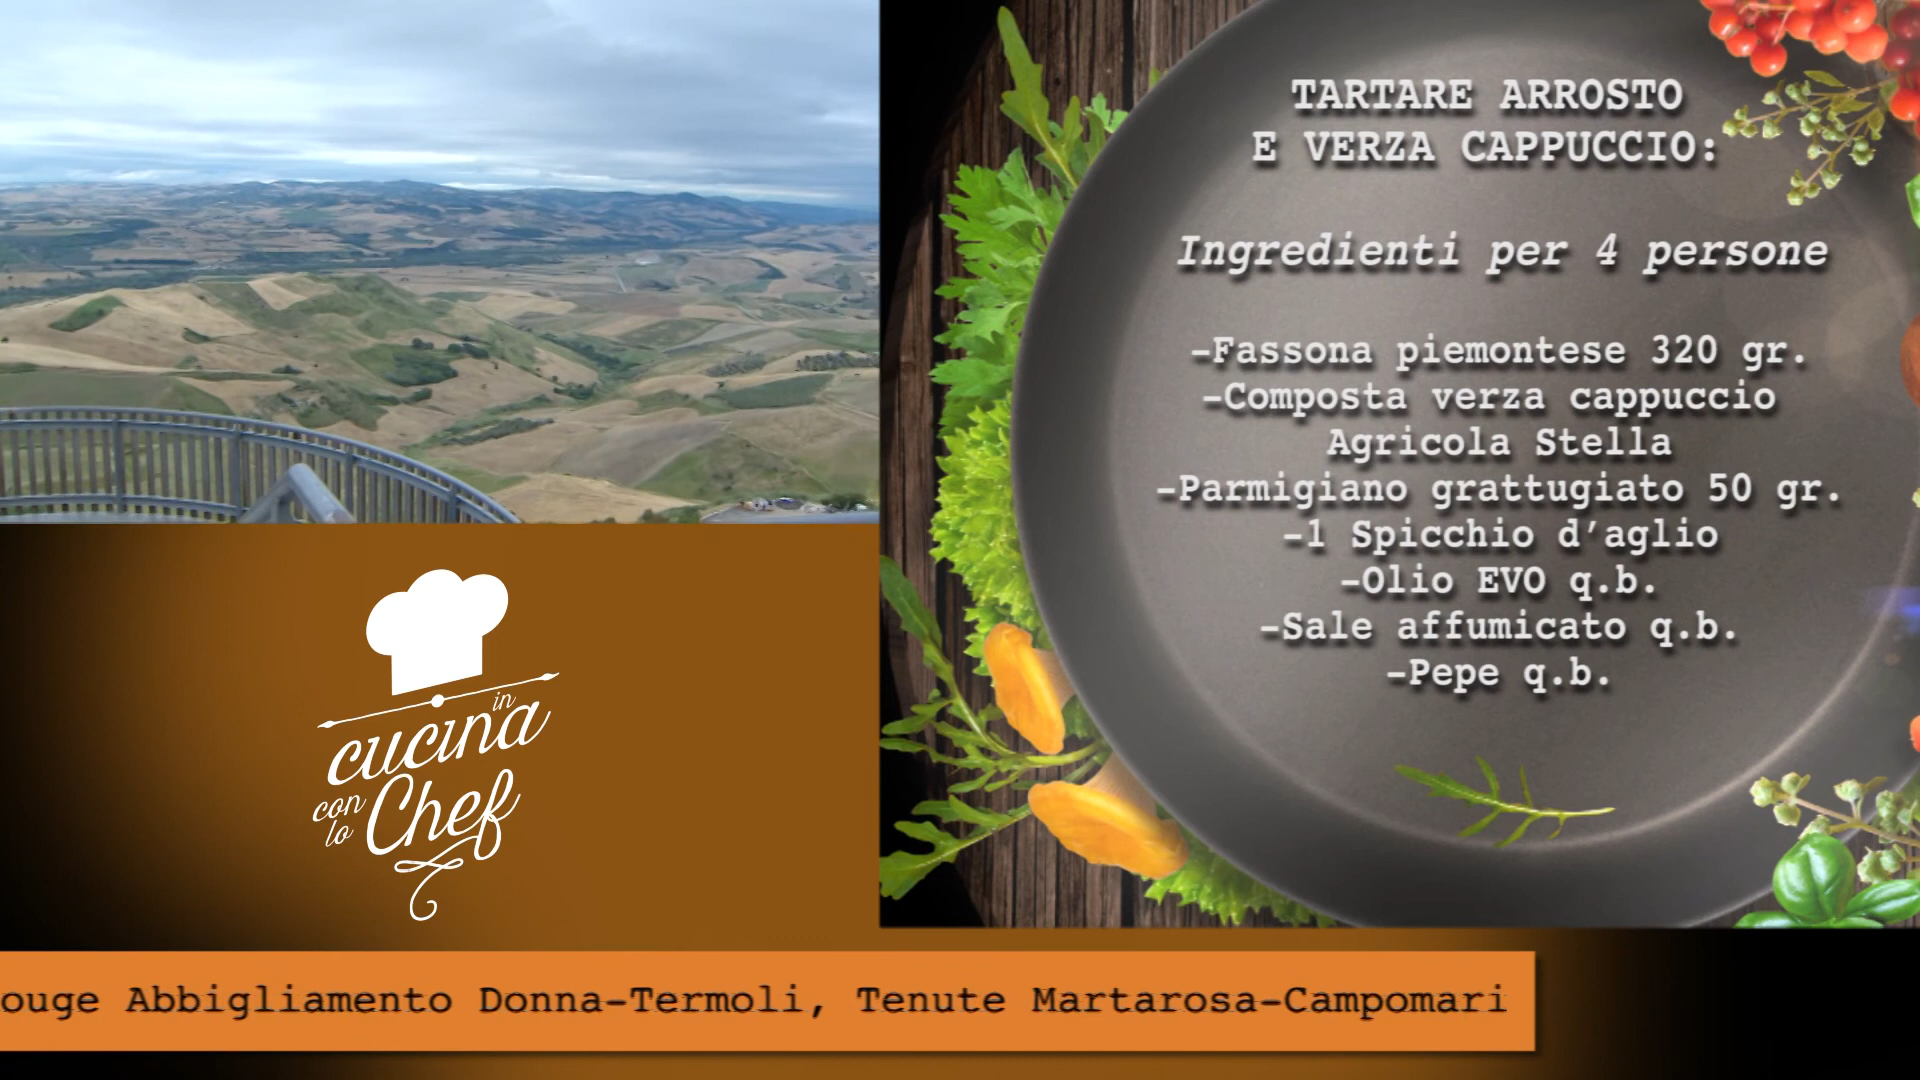 TARTARE ARROSTO
E VERZA CAPPUCCIO:
Ingredienti per 4 persone
-Fassona piemontese 320 gr.
-Composta verza cappuccio
Agricola Stella
-Parmigiano grattugiato 50 gr.
-1 Spicchio d’aglio
-Olio EVO q.b.
-Sale affumicato q.b.
-Pepe q.b.
in
cucina
con
lo
Chef
ouge Abbigliamento Donna-Termoli, Tenute Martarosa-Campomari